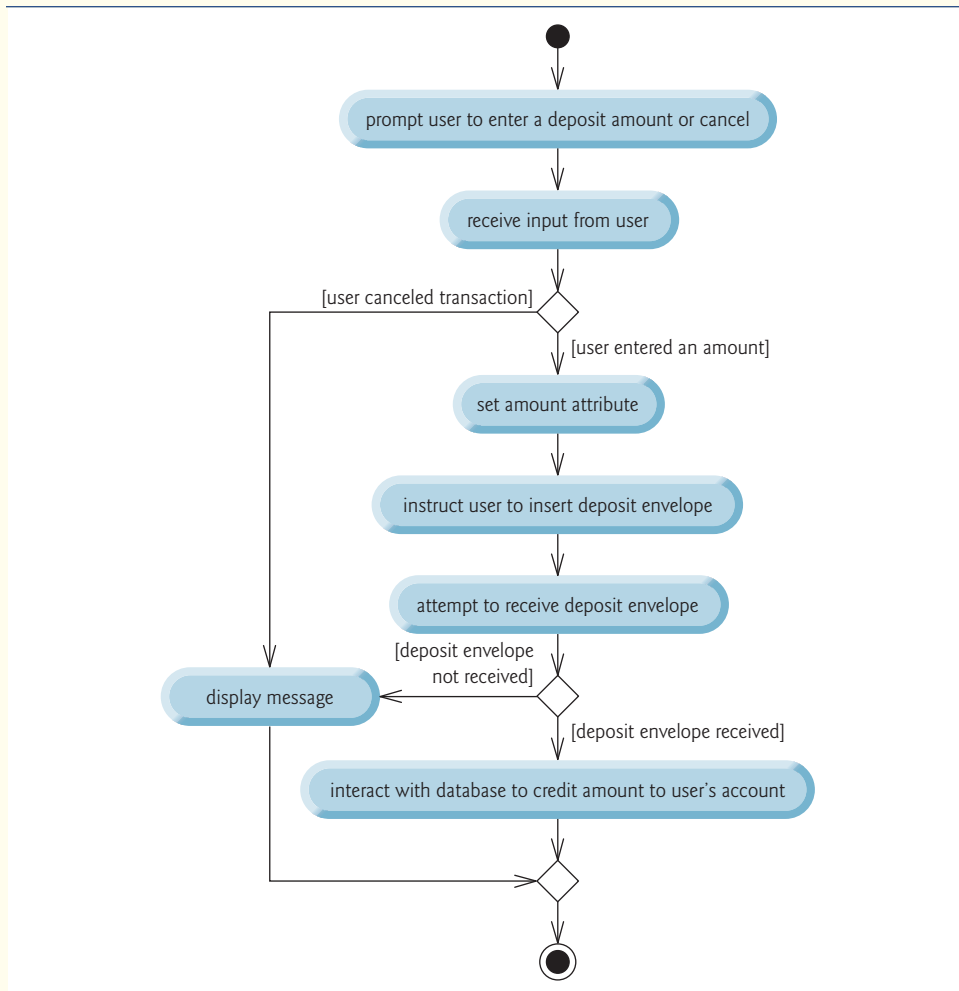 prompt user to enter a deposit amount or cancel
receive input from user
[user canceled transaction]
[user entered an amount]
set amount attribute
instruct user to insert deposit envelope
attempt to receive deposit envelope
[deposit envelope
not received]
display message
[deposit envelope received]
interact with database to credit amount to user’s account